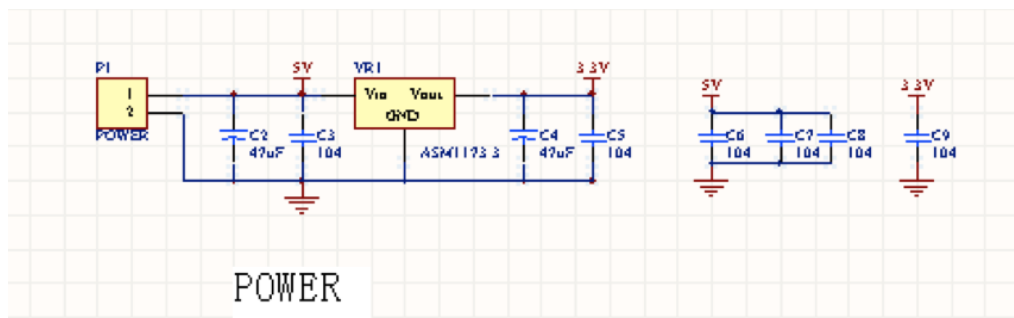 P1
1
2
POWER
5V
C2
47uF
C3
104
VR1
Vin
Vout
GND
ASM1173 3
3 3V
C4
47uF
C5
104
5V
C6
104
C7
104
C8
104
3 3V
C9
104
POWER